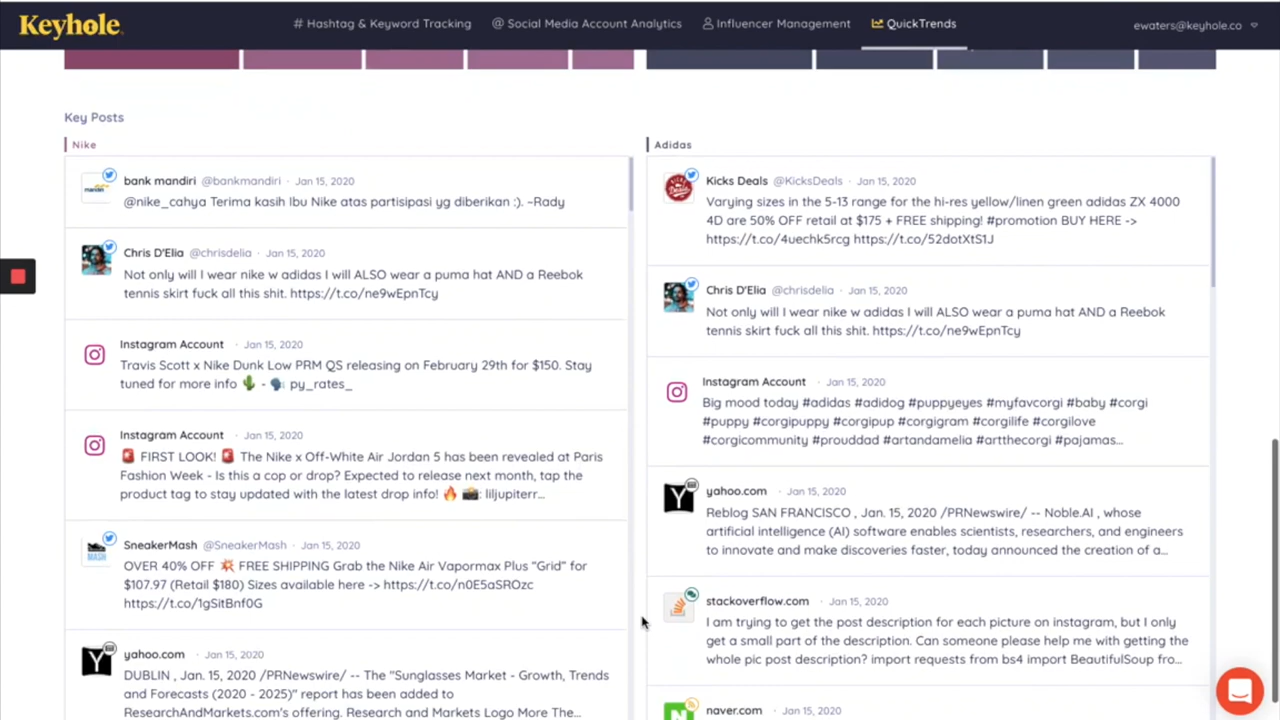 Keyhole
# Hashtag & Keyword Tracking
@ Social Media Account Analytics
Influencer Management
QuickTrends
ewaters@keyhole.co
Key Posts
Nike
bank mandiri @bankmandiri · Jan 15, 2020
@nike_cahya Terima kasih Ibu Nike atas partisipasi yg diberikan :). ~Rady
Chris D'Elia @chrisdelia · Jan 15, 2020
Not only will I wear nike w adidas I will ALSO wear a puma hat AND a Reebok
tennis skirt fuck all this shit. https://t.co/ne9wEpnTcy
Instagram Account · Jan 15, 2020
Travis Scott x Nike Dunk Low PRM QS releasing on February 29th for $150. Stay
tuned for more info 🌵 - 🗣 py_rates_
Instagram Account · Jan 15, 2020
🚨 FIRST LOOK! 🚨 The Nike x Off-White Air Jordan 5 has been revealed at Paris
Fashion Week - Is this a cop or drop? Expected to release next month, tap the
product tag to stay updated with the latest drop info! 🔥 📸: liljupiterr...
MASH
SneakerMash @SneakerMash · Jan 15, 2020
OVER 40% OFF 💥 FREE SHIPPING Grab the Nike Air Vapormax Plus "Grid" for
$107.97 (Retail $180) Sizes available here -> https://t.co/n0E5aSROzc
https://t.co/1gSitBnf0G
Y
yahoo.com · Jan 15, 2020
DUBLIN , Jan. 15, 2020 /PRNewswire/ -- The "Sunglasses Market - Growth, Trends
and Forecasts (2020 - 2025)" report has been added to
ResearchAndMarkets.com's offering. Research and Markets Logo More The...
Adidas
Kicks Deals @KicksDeals · Jan 15, 2020
Varying sizes in the 5-13 range for the hi-res yellow/linen green adidas ZX 4000
4D are 50% OFF retail at $175 + FREE shipping! #promotion BUY HERE ->
https://t.co/4uechk5rcg https://t.co/52dotXtS1J
Chris D'Elia @chrisdelia · Jan 15, 2020
Not only will I wear nike w adidas I will ALSO wear a puma hat AND a Reebok
tennis skirt fuck all this shit. https://t.co/ne9wEpnTcy
Instagram Account · Jan 15, 2020
Big mood today #adidas #adidog #puppyeyes #myfavcorgi #baby #corgi
#puppy #corgipuppy #corgipup #corgigram #corgilife #corgilove
#corgicommunity #prouddad #artandamelia #artthecorgi #pajamas...
Y
yahoo.com · Jan 15, 2020
Reblog SAN FRANCISCO , Jan. 15, 2020 /PRNewswire/ -- Noble.AI , whose
artificial intelligence (AI) software enables scientists, researchers, and engineers
to innovate and make discoveries faster, today announced the creation of a...
stackoverflow.com · Jan 15, 2020
I am trying to get the post description for each picture on instagram, but I only
get a small part of the description. Can someone please help me with getting the
whole pic post description? import requests from bs4 import BeautifulSoup fro...
N
naver.com · Jan 15, 2020